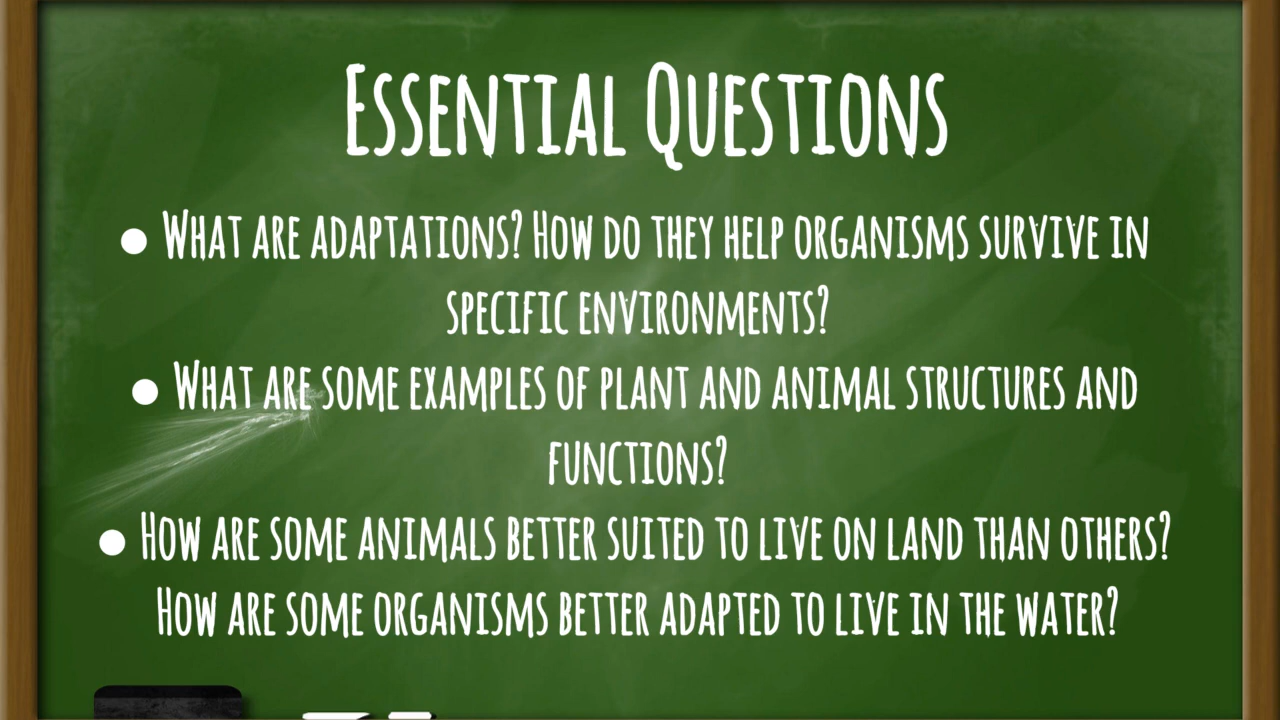 Essential Questions
● What are adaptations? How do they help organisms survive in
specific environments?
● What are some examples of plant and animal structures and
functions?
● How are some animals better suited to live on land than others?
How are some organisms better adapted to live in the water?